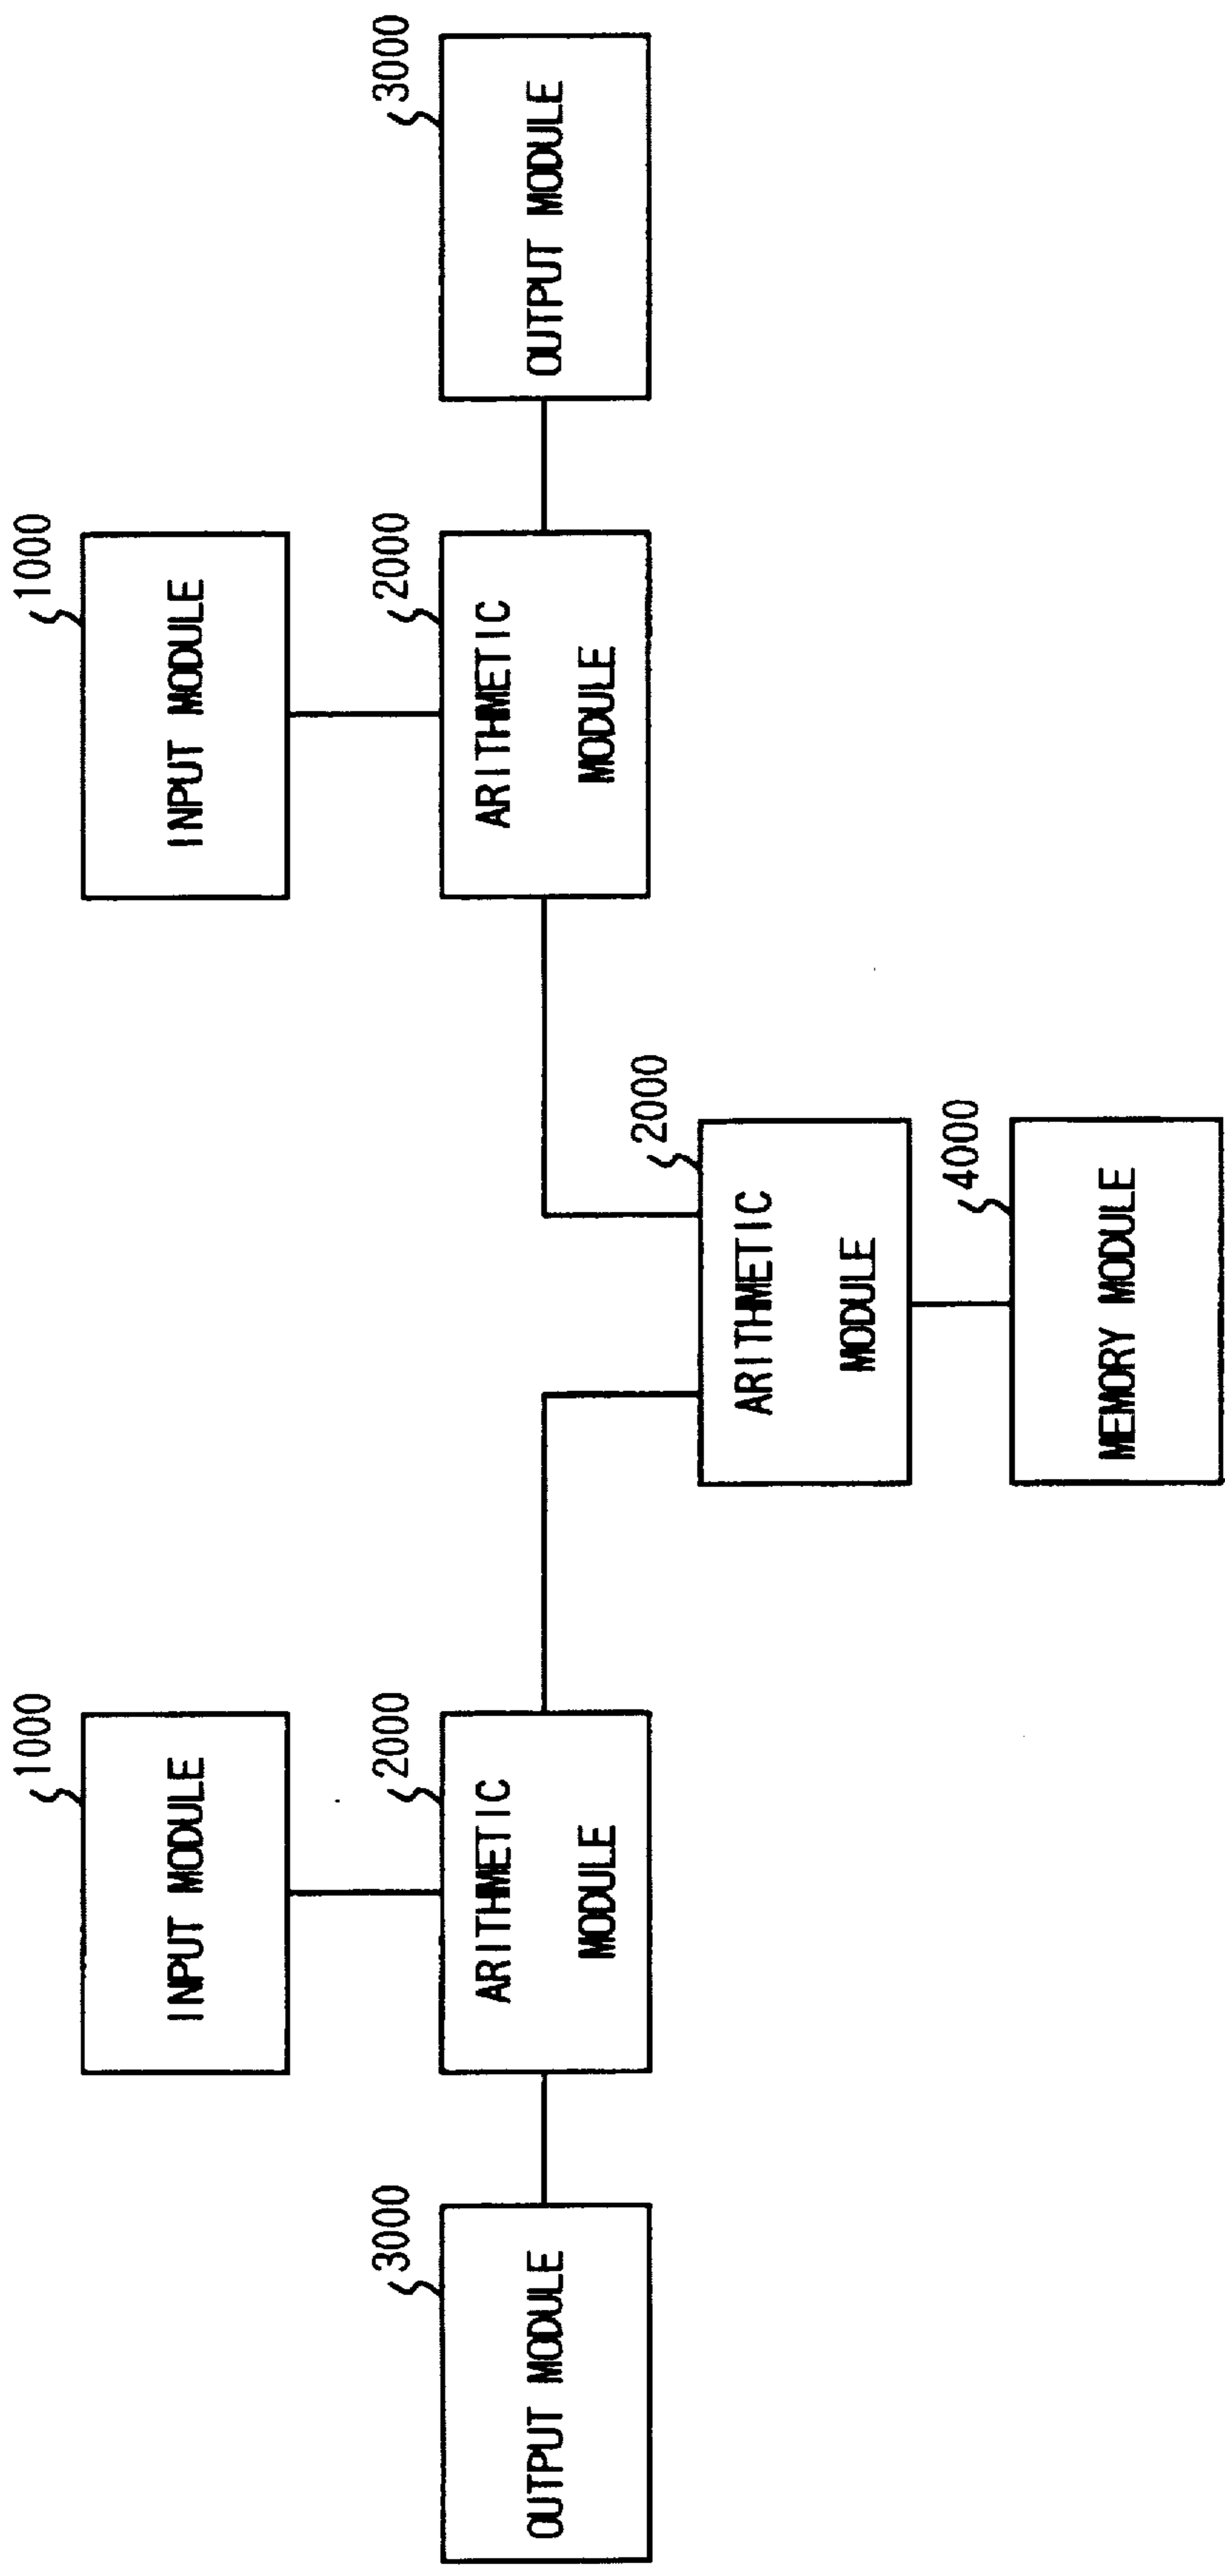 1000
INPUT MODULE
1000
INPUT MODULE
3000
OUTPUT MODULE
2000
ARITHMETIC
MODULE
2000
ARITHMETIC
MODULE
3000
OUTPUT MODULE
2000
ARITHMETIC
MODULE
4000
MEMORY MODULE